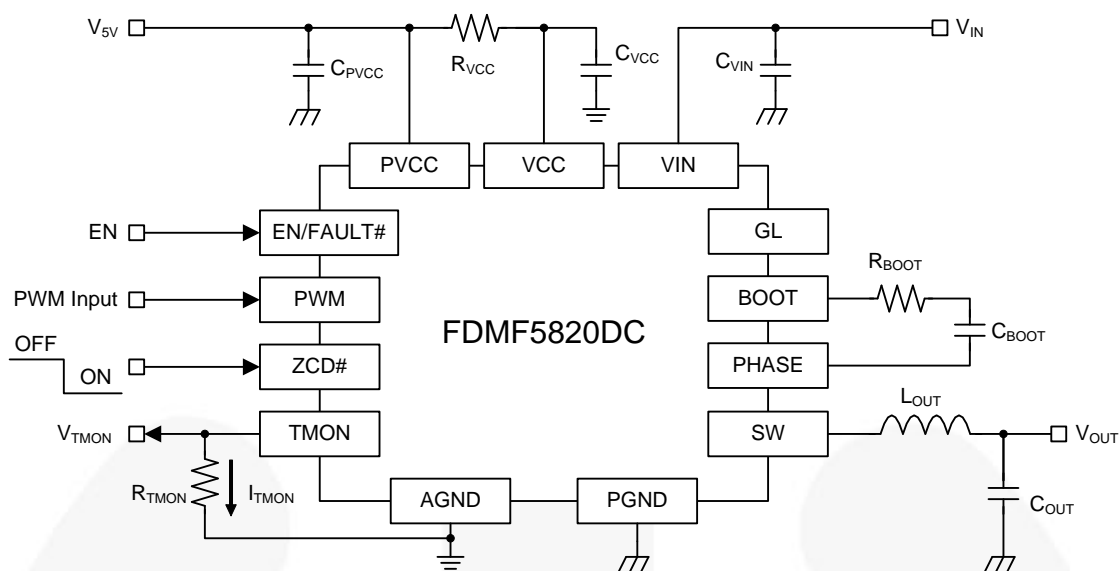 V5V
RVCC
CPVCC
CVCC
CVIN
VIN
PVCC
VCC
VIN
EN
EN/FAULT#
GL
RBOOT
PWM Input
PWM
BOOT
FDMF5820DC
CBOOT
OFF
ON
ZCD#
PHASE
LOUT
VTMON
TMON
SW
VOUT
RTMON
ITMON
AGND
PGND
COUT